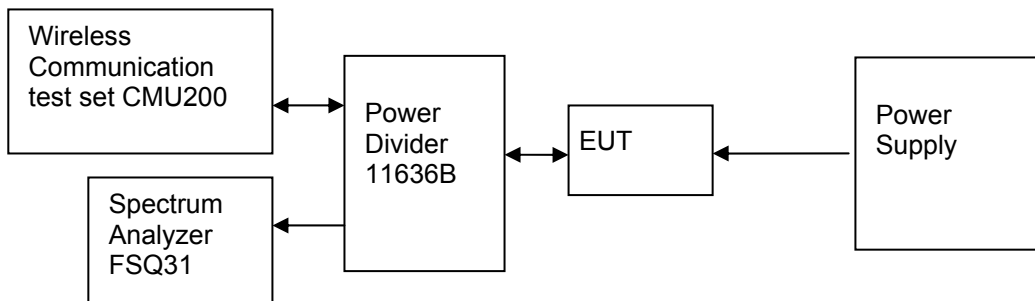 Wireless
Communication
test set CMU200
Power
Divider
11636B
EUT
Power
Supply
Spectrum
Analyzer
FSQ31